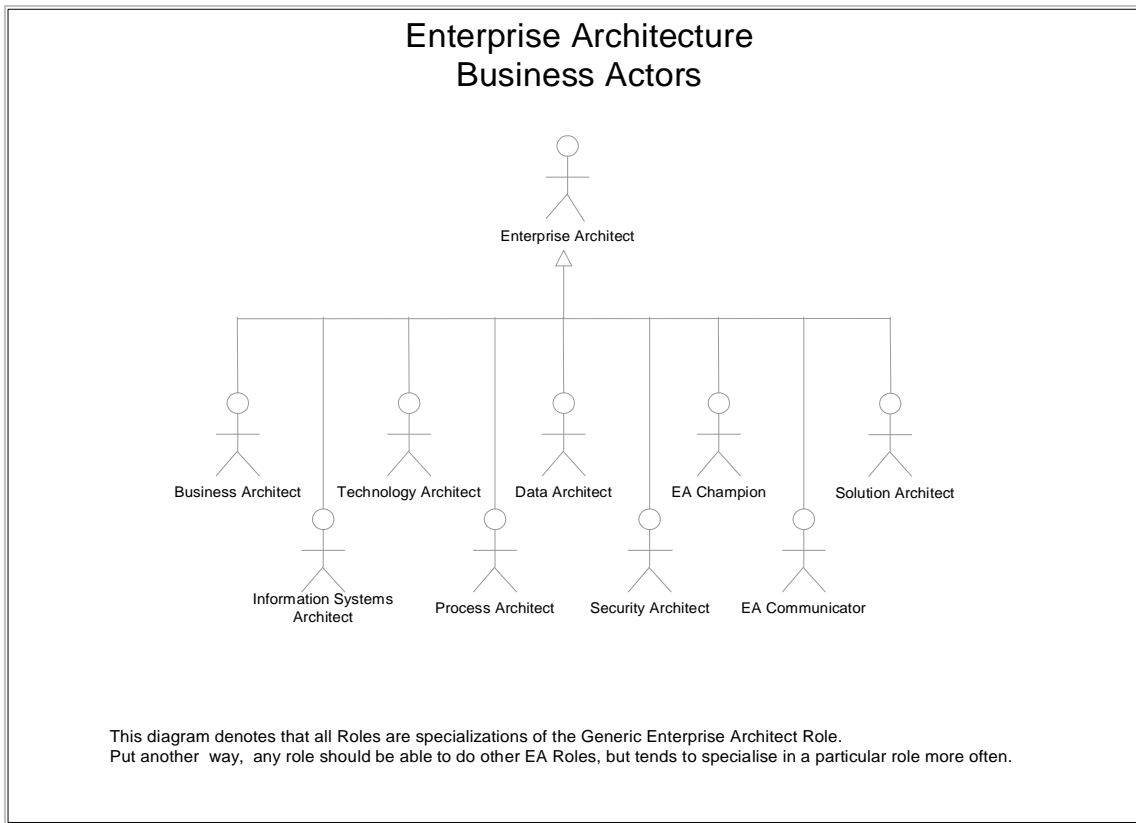 Enterprise Architecture
Business Actors
Enterprise Architect
Business Architect
Technology Architect
Data Architect
EA Champion
Solution Architect
Information Systems
Architect
Process Architect
Security Architect
EA Communicator
This diagram denotes that all Roles are specializations of the Generic Enterprise Architect Role.
Put another way, any role should be able to do other EA Roles, but tends to specialise in a particular role more often.